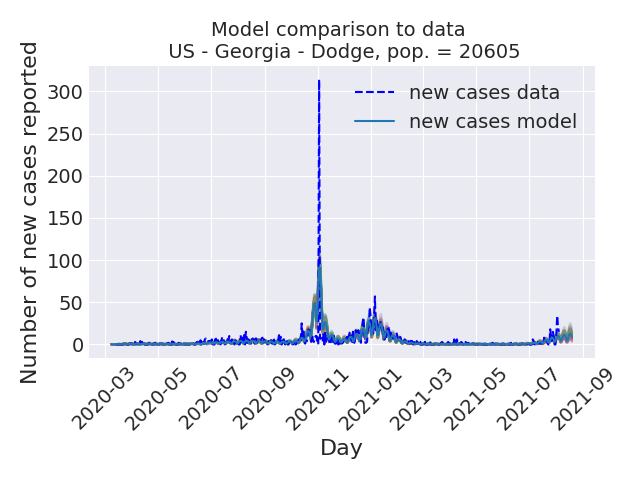 Model comparison to data
US - Georgia - Dodge, pop. = 20605
new cases data
new cases model
Number of new cases reported
300
250
200
150
100
50
0
2020-03
2020-05
2020-07
2020-09
2020-11
2021-01
2021-03
2021-05
2021-07
2021-09
Day